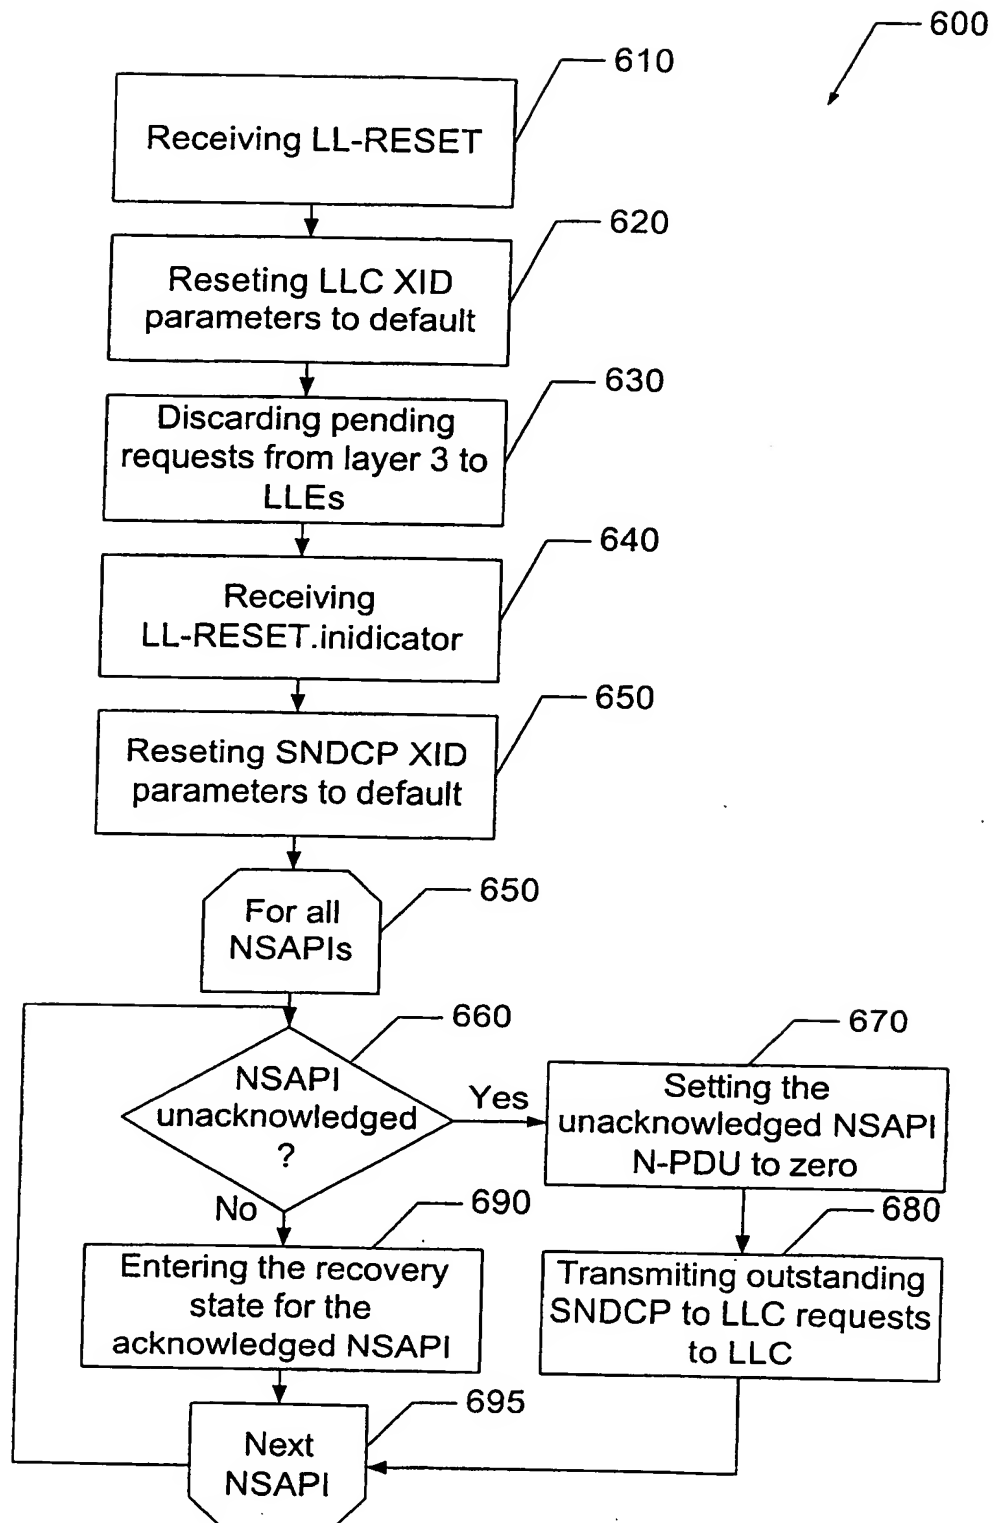 600
610
Receiving LL-RESET
620
Reseting LLC XID
parameters to default
630
Discarding pending
requests from layer 3 to
LLEs
640
Receiving
LL-RESET.inidicator
650
Reseting SNDCP XID
parameters to default
650
For all
NSAPIs
660
NSAPI
unacknowledged
?
Yes
No
670
Setting the
unacknowledged NSAPI
N-PDU to zero
680
Transmiting outstanding
SNDCP to LLC requests
to LLC
690
Entering the recovery
state for the
acknowledged NSAPI
695
Next
NSAPI